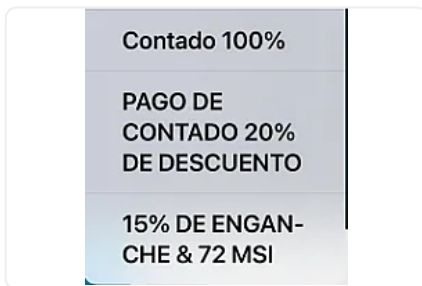 Contado 100%
PAGO DE
CONTADO 20%
DE DESCUENTO
15% DE ENGAN-
CHE & 72 MSI